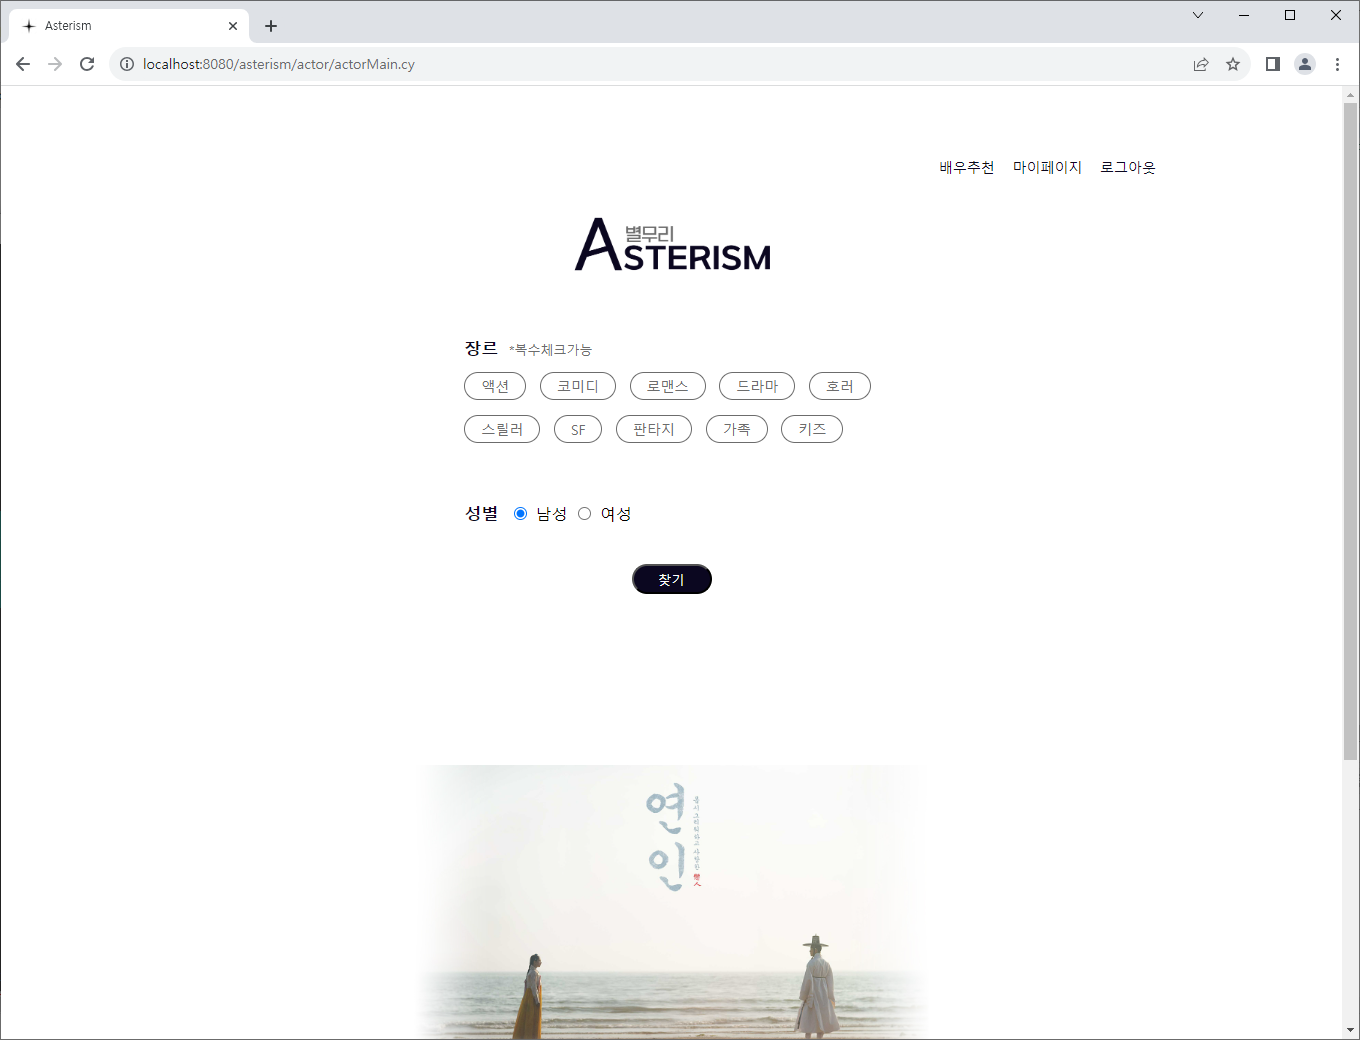 Asterism
localhost:8080/asterism/actor/actorMain.cy
배우추천 마이페이지 로그아웃
별무리
ASTERISM
장르 *복수체크가능
액션 코미디 로맨스 드라마 호러
스릴러 SF 판타지 가족 키즈
성별 남성 여성
찾기
연인